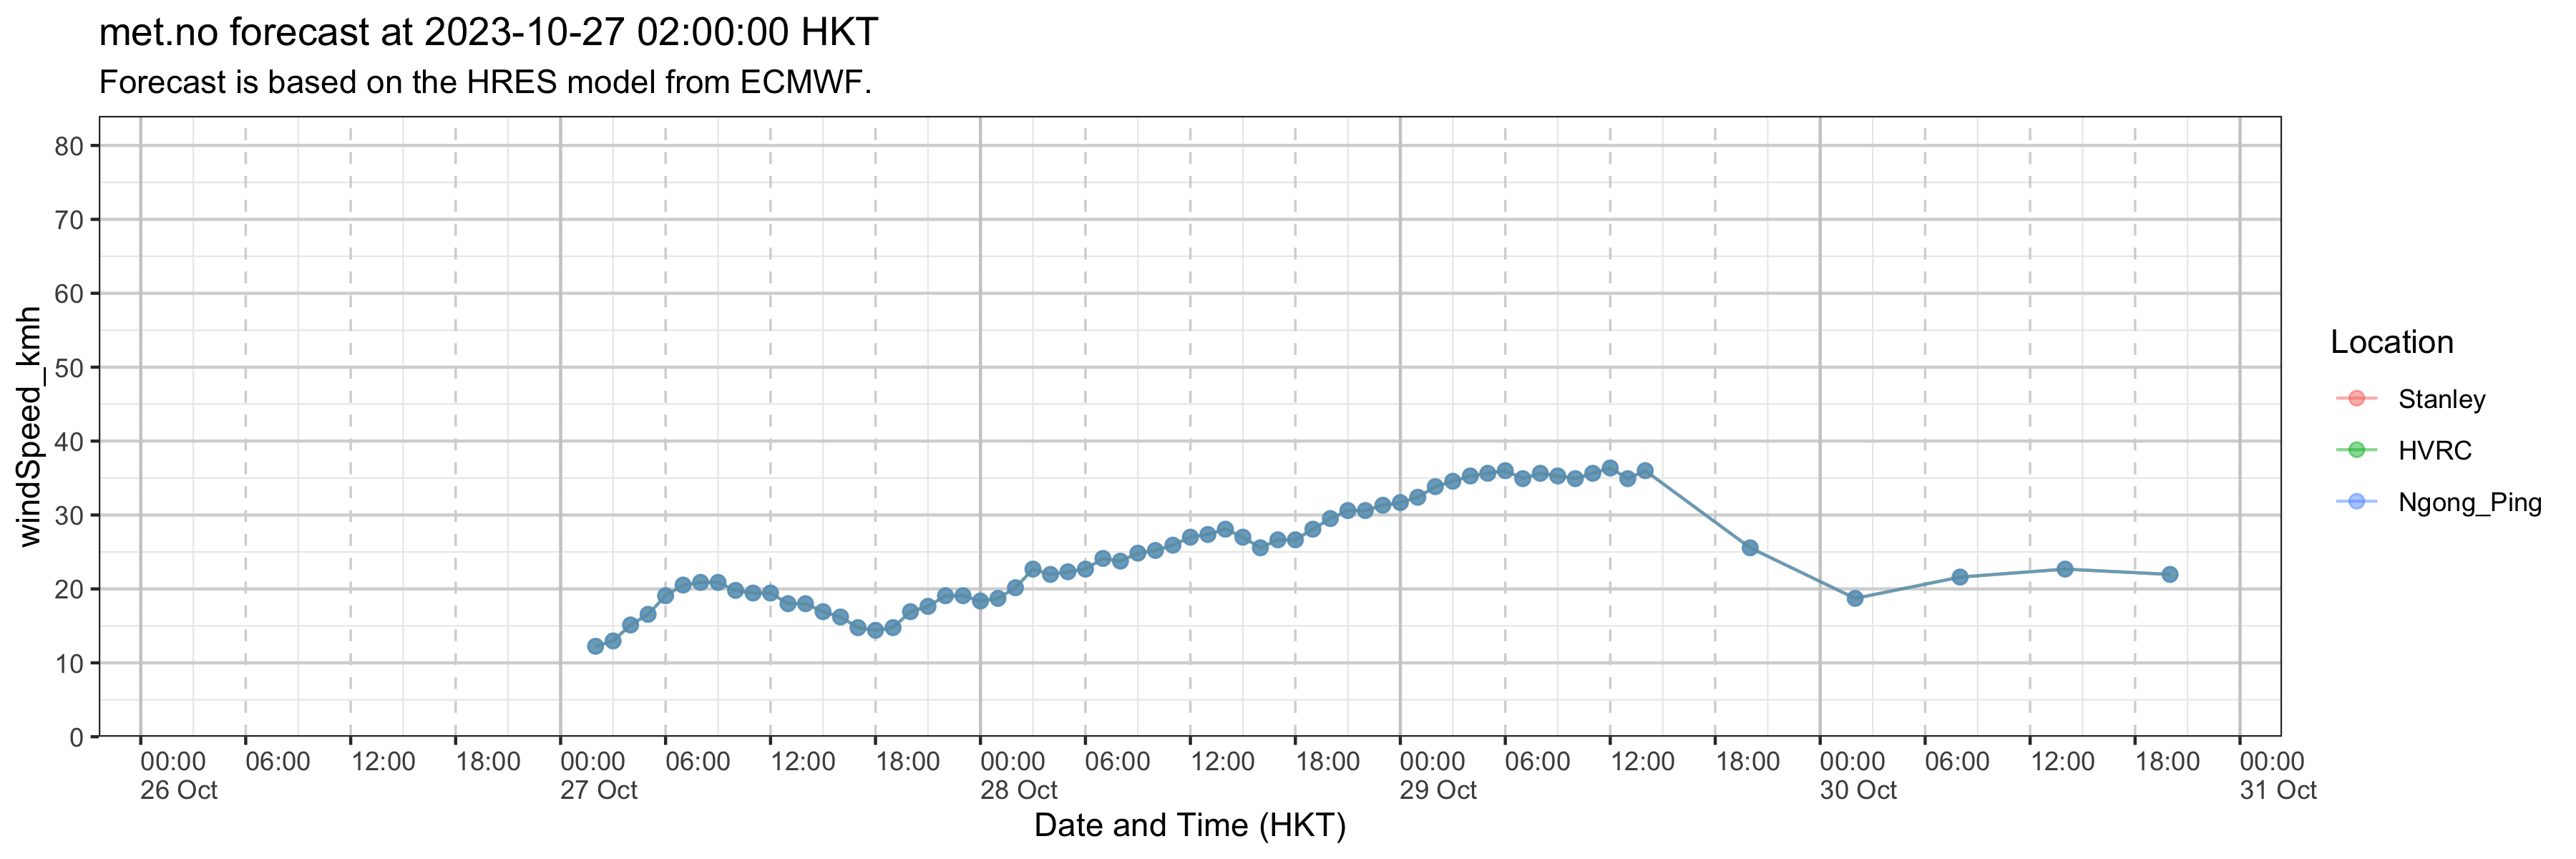 met.no forecast at 2023-10-27 02:00:00 HKT
Forecast is based on the HRES model from ECMWF.
windSpeed_kmh
80
70
60
50
40
30
20
10
0
00:00 06:00 12:00 18:00 00:00 06:00 12:00 18:00 00:00 06:00 12:00 18:00 00:00 06:00 12:00 18:00 00:00 06:00 12:00 18:00 00:00
26 Oct 27 Oct 28 Oct 29 Oct 30 Oct 31 Oct
Date and Time (HKT)
Location
Stanley
HVRC
Ngong_Ping